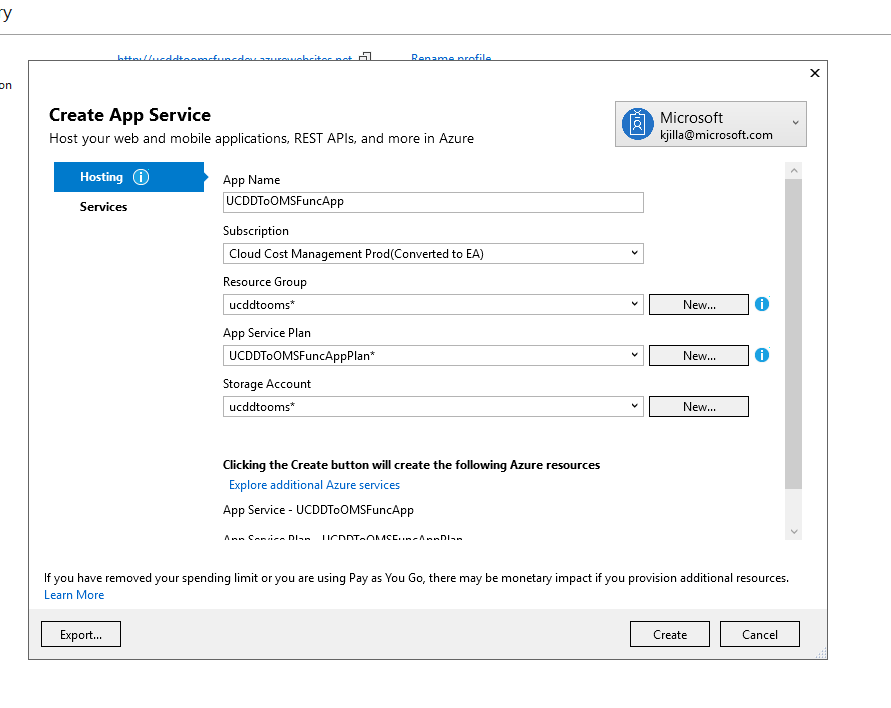 ry
http://ucddtoomsfuncdev.azurewebsites.net Rename profile
on
Create App Service
Host your web and mobile applications, REST APIs, and more in Azure
Microsoft
kjilla@microsoft.com
Hosting
Services
App Name
UCDDToOMSFuncApp
Subscription
Cloud Cost Management Prod(Converted to EA)
Resource Group
ucddtooms* New...
App Service Plan
UCDDToOMSFuncAppPlan* New...
Storage Account
ucddtooms* New...
Clicking the Create button will create the following Azure resources
Explore additional Azure services
App Service - UCDDToOMSFuncApp
App Service Plan - UCDDToOMSFuncAppPlan
If you have removed your spending limit or you are using Pay as You Go, there may be monetary impact if you provision additional resources.
Learn More
Export... Create Cancel